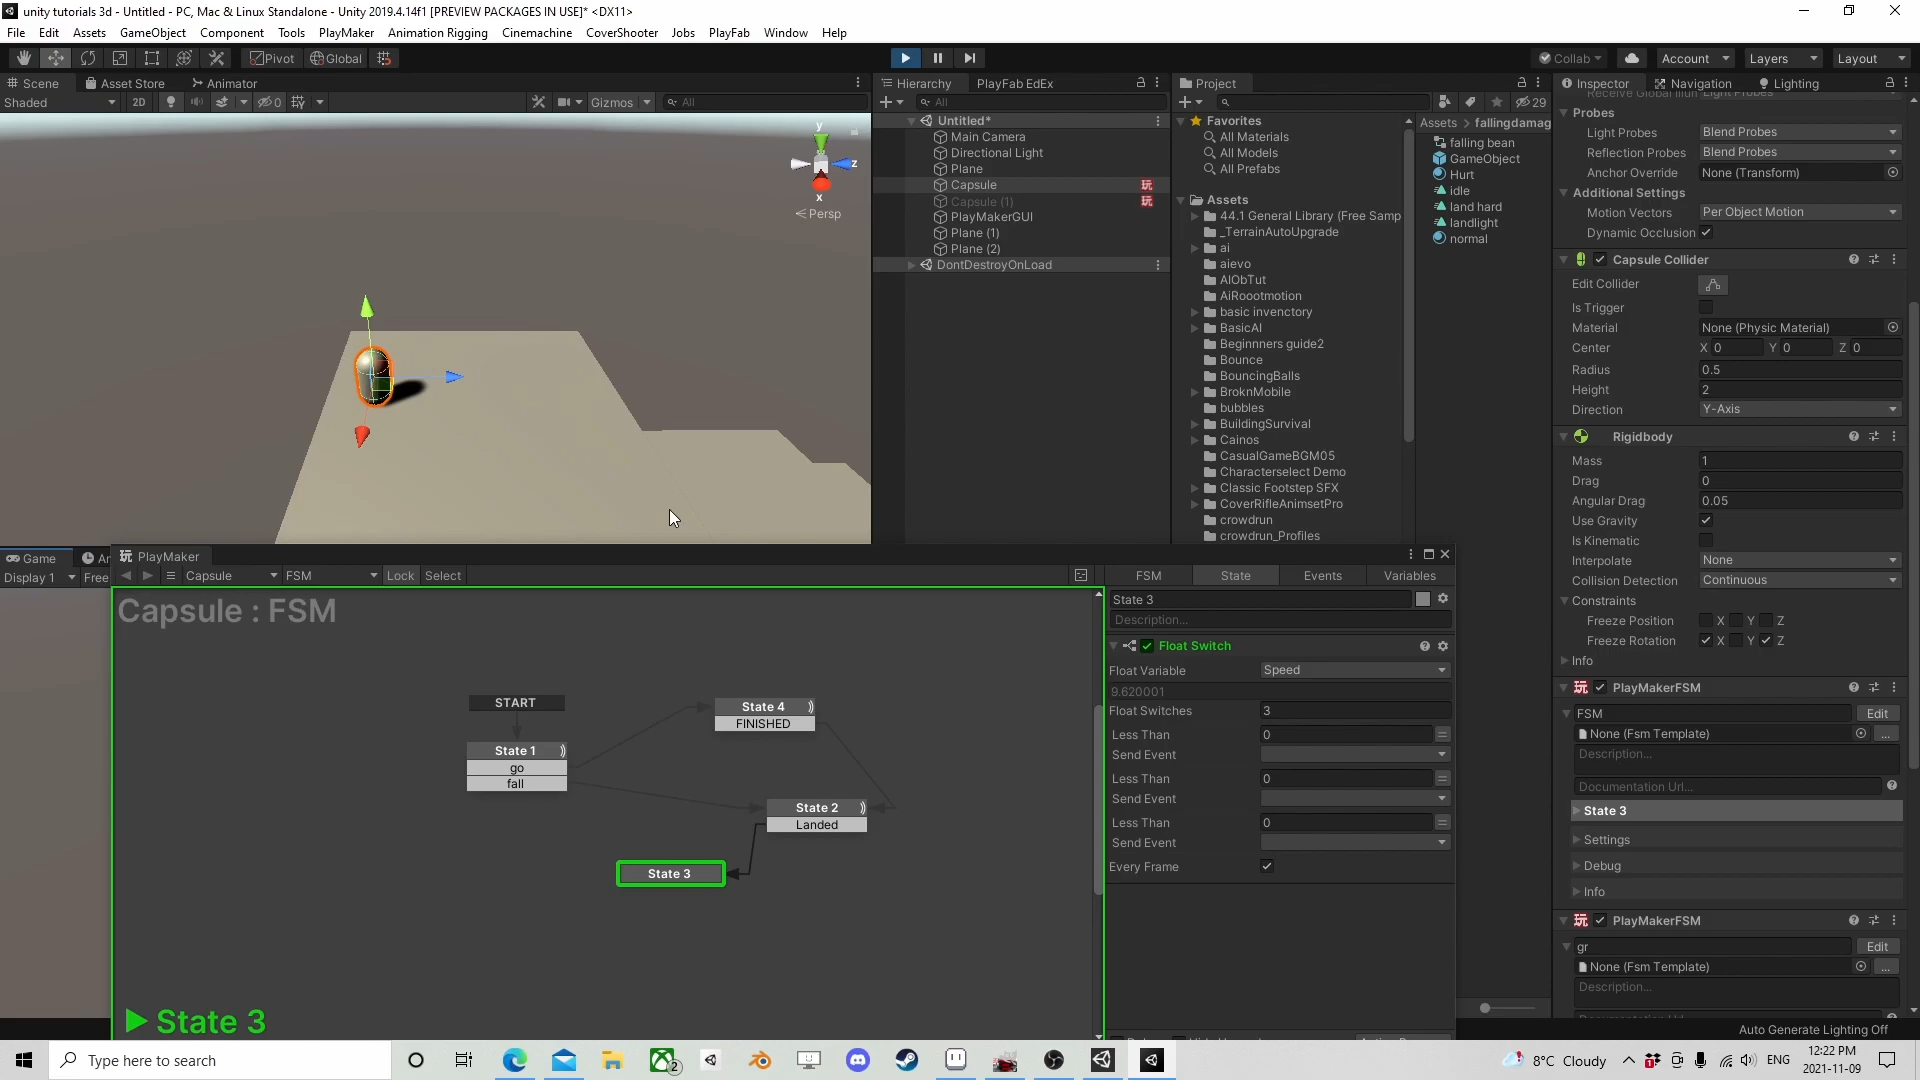 unity tutorials 3d - Untitled - PC, Mac & Linux Standalone - Unity 2019.4.14f1 [PREVIEW PACKAGES IN USE]* <DX11>
File Edit Assets GameObject Component Tools PlayMaker Animation Rigging Cinemachine CoverShooter Jobs PlayFab Window Help
Pivot Global Collab Account Layers Layout
Scene Asset Store Animator
Shaded 2D 0 Gizmos All
y
z
x
Persp
Hierarchy PlayFab EdEx
All
Untitled*
Main Camera
Directional Light
Plane
Capsule
Capsule (1)
PlayMakerGUI
Plane (1)
Plane (2)
DontDestroyOnLoad
Project
29
Favorites
All Materials
All Models
All Prefabs
Assets
44.1 General Library (Free Samp
_TerrainAutoUpgrade
ai
aievo
AIObTut
AiRoootmotion
basic invenctory
BasicAI
Beginnners guide2
Bounce
BouncingBalls
BroknMobile
bubbles
BuildingSurvival
Cainos
CasualGameBGM05
Characterselect Demo
Classic Footstep SFX
CoverRifleAnimsetPro
crowdrun
crowdrun_Profiles
Assets > fallingdamag
falling bean
GameObject
Hurt
idle
land hard
landlight
normal
Inspector Navigation Lighting
Probes
Light Probes Blend Probes
Reflection Probes Blend Probes
Anchor Override None (Transform)
Additional Settings
Motion Vectors Per Object Motion
Dynamic Occlusion
Capsule Collider
Edit Collider
Is Trigger
Material None (Physic Material)
Center X 0 Y 0 Z 0
Radius 0.5
Height 2
Direction Y-Axis
Rigidbody
Mass 1
Drag 0
Angular Drag 0.05
Use Gravity
Is Kinematic
Interpolate None
Collision Detection Continuous
Constraints
Freeze Position X Y Z
Freeze Rotation X Y Z
Info
PlayMakerFSM
FSM Edit
None (Fsm Template) ...
Description...
Documentation Url...
State 3
Settings
Debug
Info
PlayMakerFSM
gr Edit
None (Fsm Template) ...
Description...
Auto Generate Lighting Off
Game An
Display 1 Free
PlayMaker
Capsule FSM Lock Select
Capsule : FSM
START
State 1
go
fall
State 4
FINISHED
State 2
Landed
State 3
State 3
FSM State Events Variables
State 3
Description...
Float Switch
Float Variable Speed
9.620001
Float Switches 3
Less Than 0
Send Event
Less Than 0
Send Event
Less Than 0
Send Event
Every Frame
Type here to search
2
8°C Cloudy
ENG
12:22 PM
2021-11-09